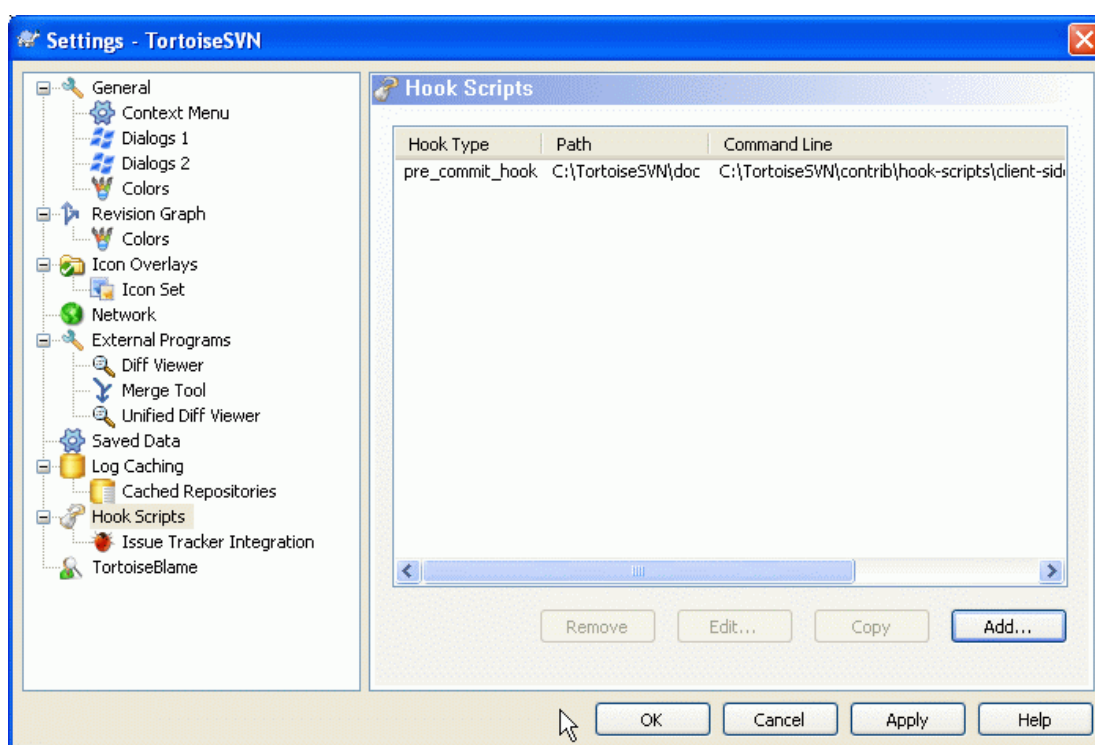 Settings - TortoiseSVN
General
Context Menu
Dialogs 1
Dialogs 2
Colors
Revision Graph
Colors
Icon Overlays
Icon Set
Network
External Programs
Diff Viewer
Merge Tool
Unified Diff Viewer
Saved Data
Log Caching
Cached Repositories
Hook Scripts
Issue Tracker Integration
TortoiseBlame
Hook Scripts
Hook Type Path Command Line
pre_commit_hook C:\TortoiseSVN\doc C:\TortoiseSVN\contrib\hook-scripts\client-sid
Remove Edit... Copy Add...
OK Cancel Apply Help